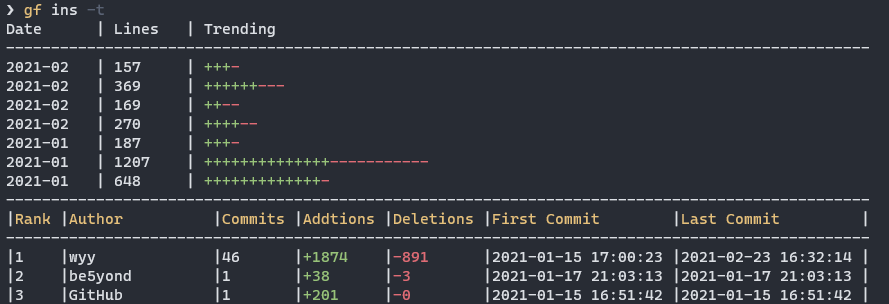 ❯ gf ins -t
Date      | Lines   | Trending
------------------------------------------------------------------------------------------------
2021-02   | 157     | +++-
2021-02   | 369     | ++++++---
2021-02   | 169     | ++--
2021-02   | 270     | ++++--
2021-01   | 187     | +++-
2021-01   | 1207    | ++++++++++++++-----------
2021-01   | 648     | +++++++++++++-
------------------------------------------------------------------------------------------------
|Rank |Author          |Commits |Addtions |Deletions |First Commit        |Last Commit         |
------------------------------------------------------------------------------------------------
|1    |wyy             |46      |+1874    |-891      |2021-01-15 17:00:23 |2021-02-23 16:32:14 |
|2    |be5yond         |1       |+38      |-3        |2021-01-17 21:03:13 |2021-01-17 21:03:13 |
|3    |GitHub          |1       |+201     |-0        |2021-01-15 16:51:42 |2021-01-15 16:51:42 |